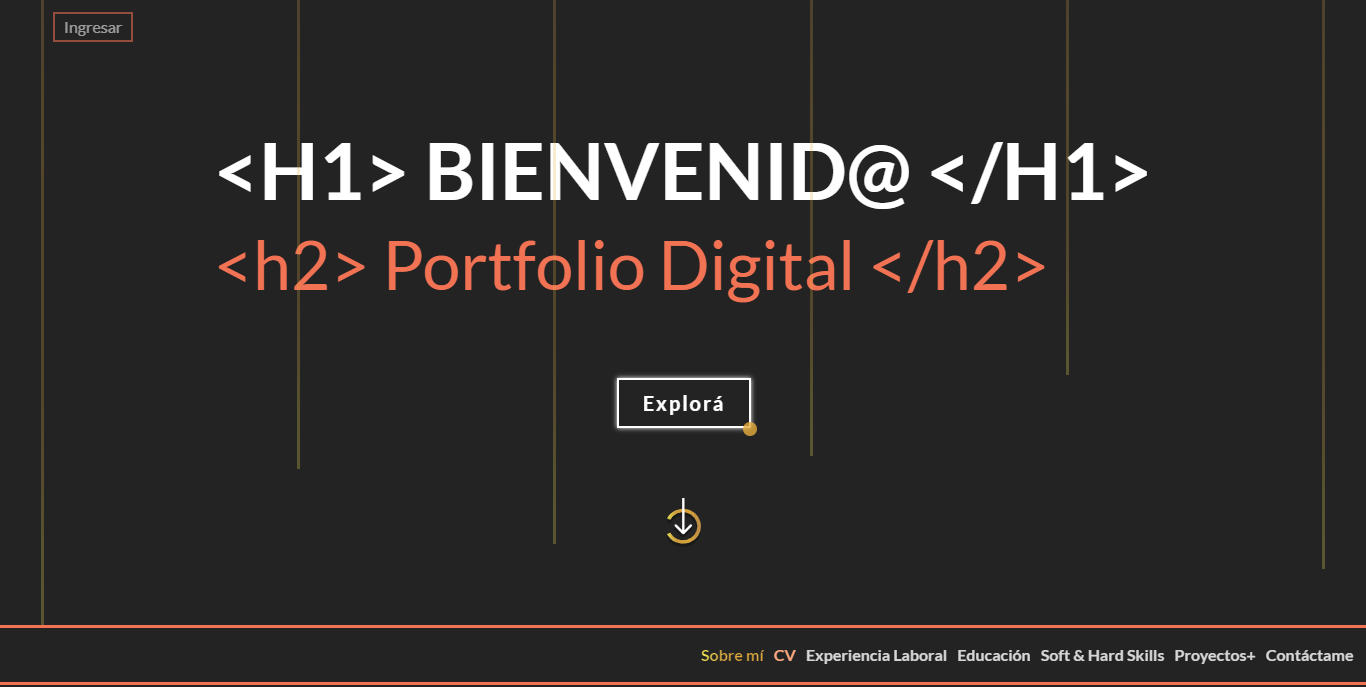 Ingresar
<H1> BIENVENID@ </H1>
<h2> Portfolio Digital </h2>
Explorá
Sobre mí CV Experiencia Laboral Educación Soft & Hard Skills Proyectos+ Contáctame